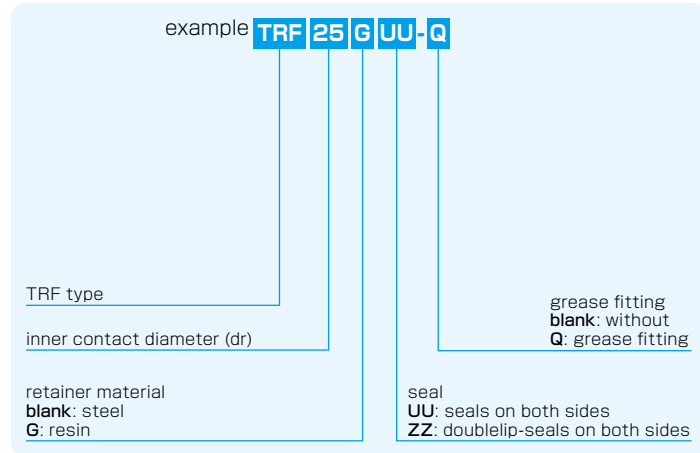 example TRF 25 G UU-Q
TRF type
inner contact diameter (dr)
retainer material
blank: steel
G: resin
grease fitting
blank: without
Q: grease fitting
seal
UU: seals on both sides
ZZ: doublelip-seals on both sides